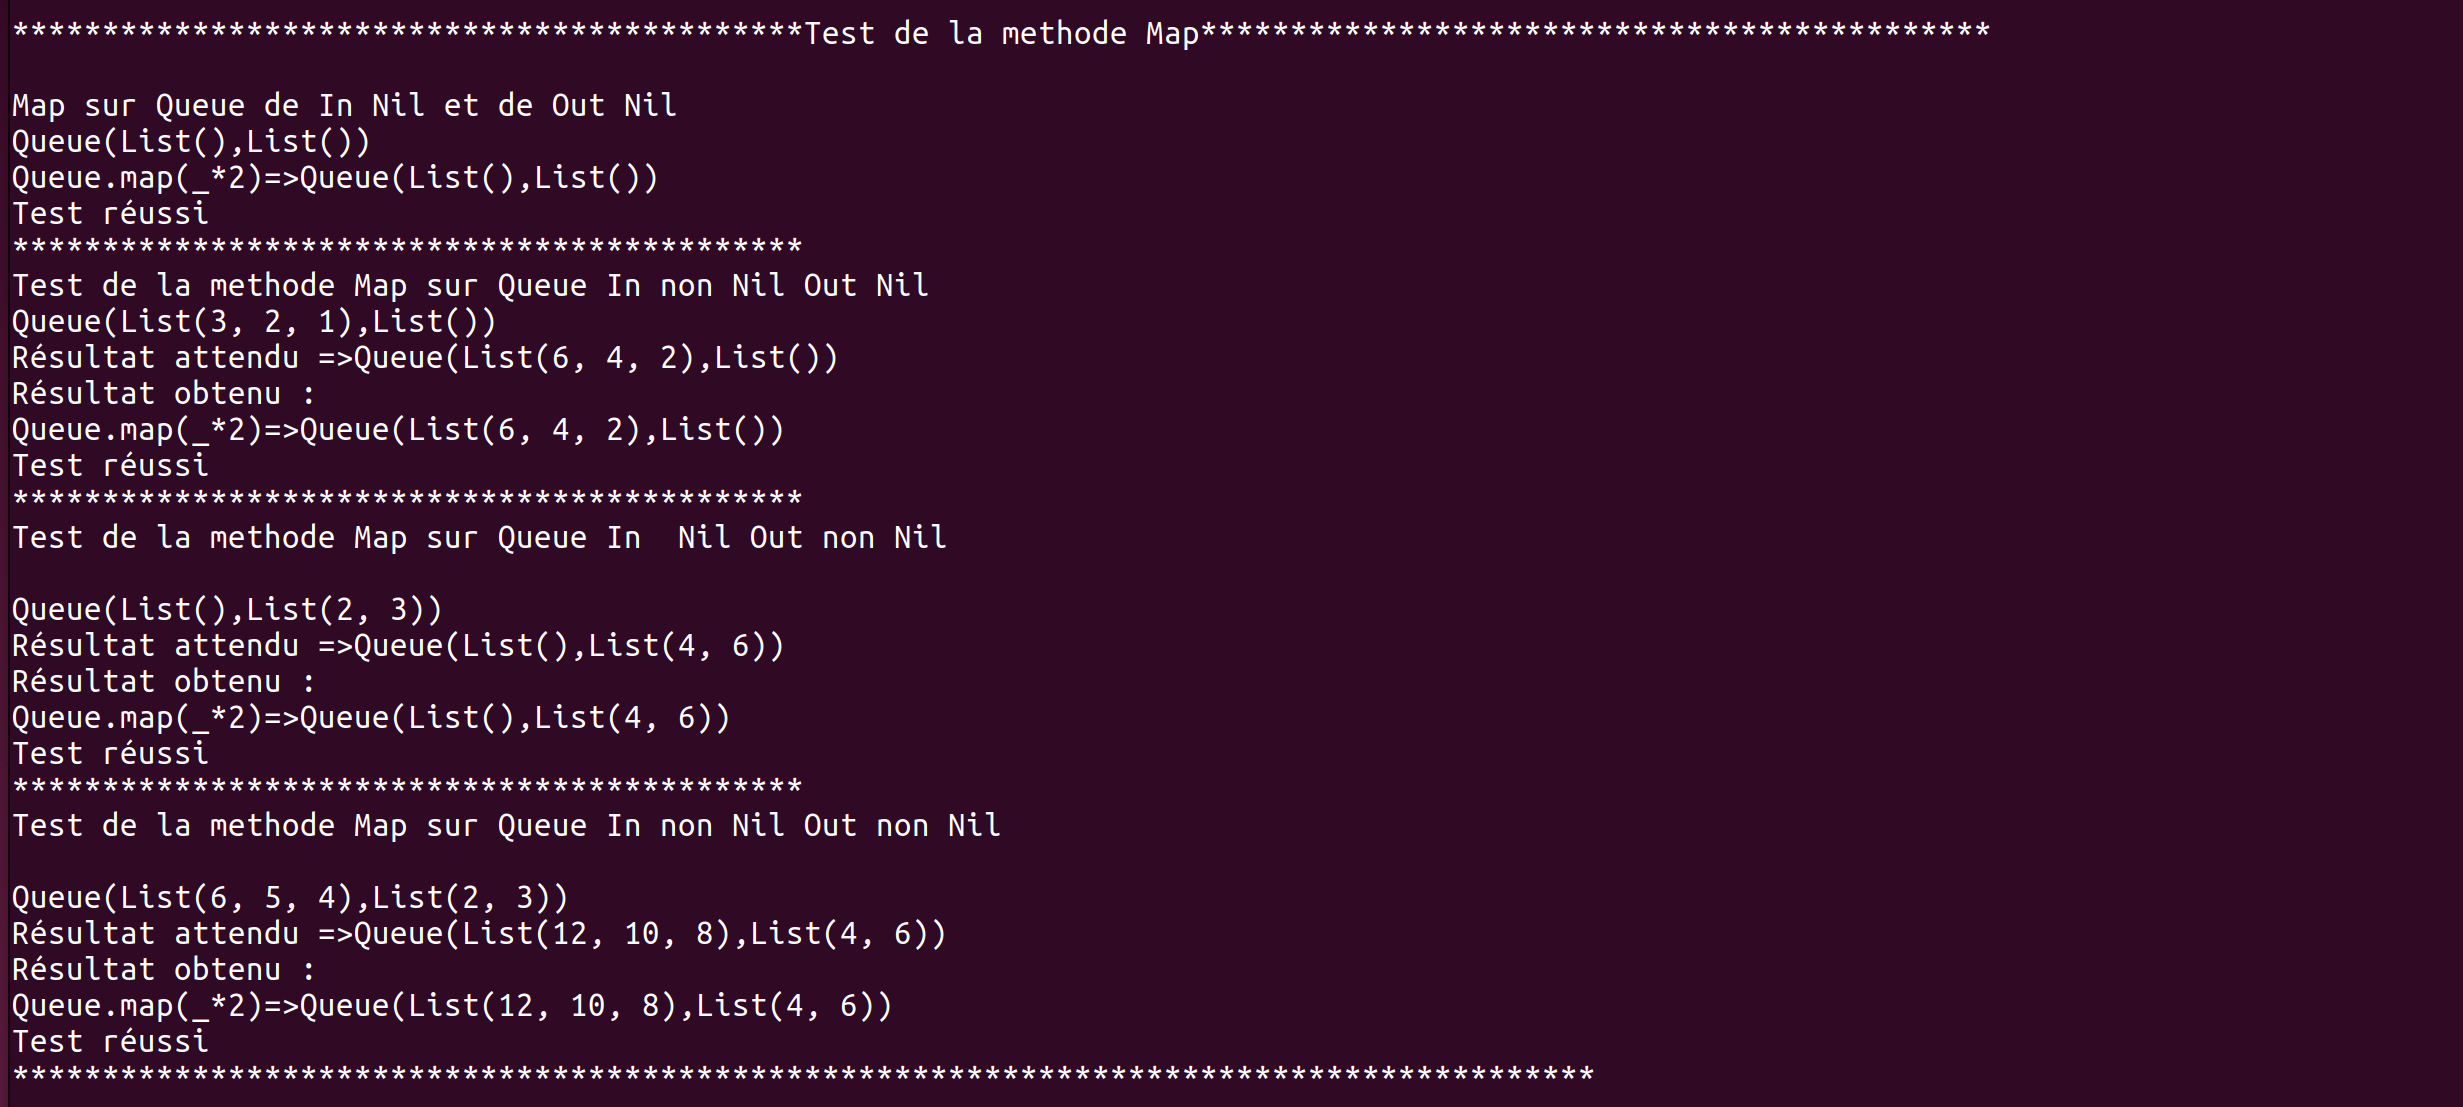 ********************************************Test de la methode Map********************************************
Map sur Queue de In Nil et de Out Nil
Queue(List(),List())
Queue.map(_*2)=>Queue(List(),List())
Test réussi
********************************************
Test de la methode Map sur Queue In non Nil Out Nil
Queue(List(3, 2, 1),List())
Résultat attendu =>Queue(List(6, 4, 2),List())
Résultat obtenu :
Queue.map(_*2)=>Queue(List(6, 4, 2),List())
Test réussi
********************************************
Test de la methode Map sur Queue In  Nil Out non Nil
Queue(List(),List(2, 3))
Résultat attendu =>Queue(List(),List(4, 6))
Résultat obtenu :
Queue.map(_*2)=>Queue(List(),List(4, 6))
Test réussi
********************************************
Test de la methode Map sur Queue In non Nil Out non Nil
Queue(List(6, 5, 4),List(2, 3))
Résultat attendu =>Queue(List(12, 10, 8),List(4, 6))
Résultat obtenu :
Queue.map(_*2)=>Queue(List(12, 10, 8),List(4, 6))
Test réussi
****************************************************************************************